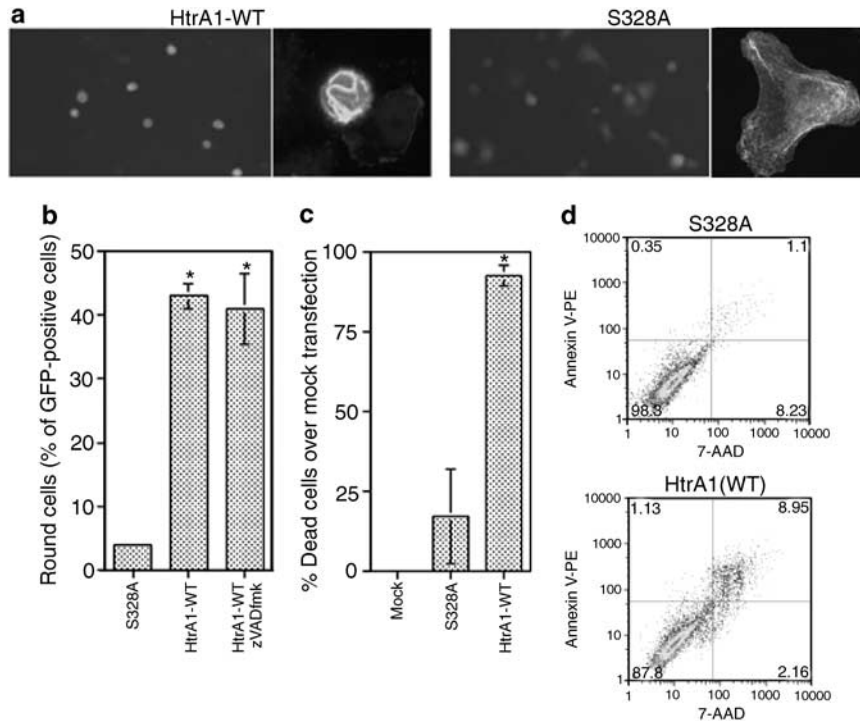 a
HtrA1-WT
S328A
b
Round cells (% of GFP-positive cells)
50
40
30
20
10
0
S328A
HtrA1-WT
HtrA1-WT zVADfmk
*
*
c
% Dead cells over mock transfection
100
75
50
25
0
Mock
S328A
HtrA1-WT
*
d
S328A
Annexin V-PE
10000
1000
100
10
1
0.35
1.1
98.3
8.23
1
10
100
1000
10000
7-AAD
HtrA1(WT)
Annexin V-PE
10000
1000
100
10
1
1.13
8.95
87.8
2.16
1
10
100
1000
10000
7-AAD